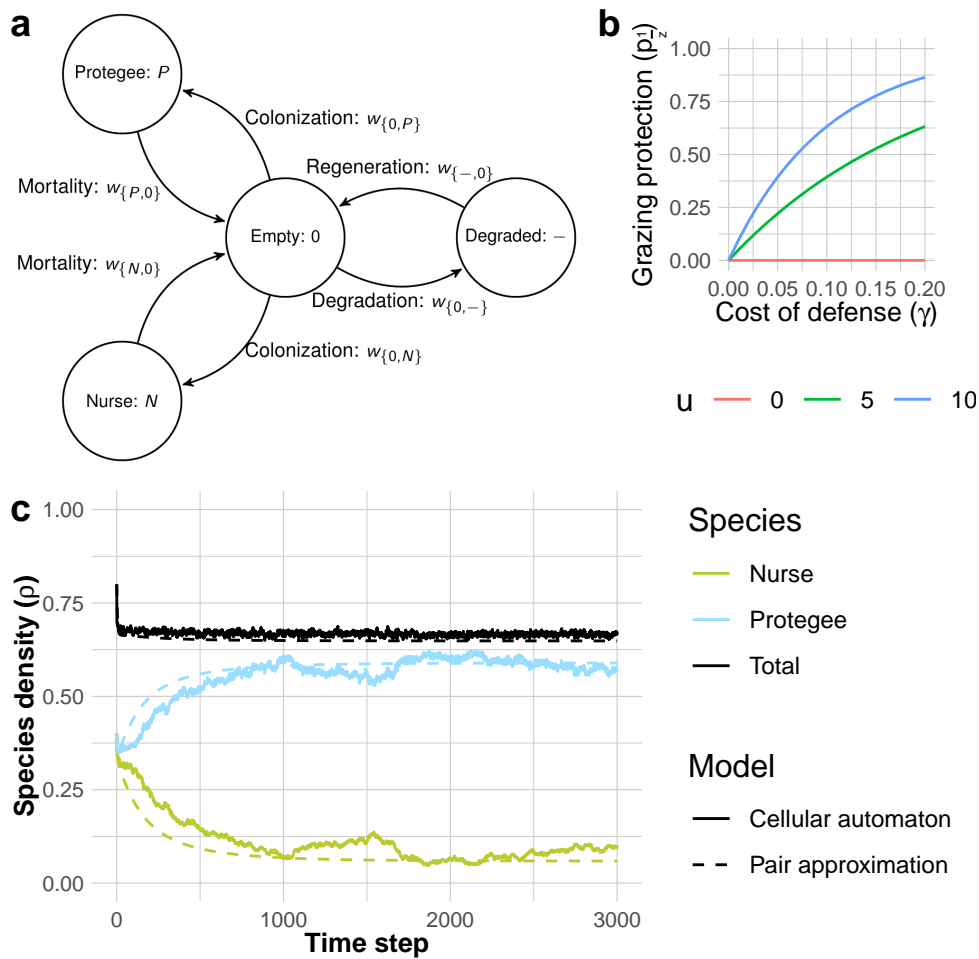 a
Protegee: P
Colonization: w{0,P}
Regeneration: w{−,0}
Mortality: w{P,0}
Empty: 0
Degraded: −
Mortality: w{N,0}
Degradation: w{0,−}
Colonization: w{0,N}
Nurse: N
b
Grazing protection (p 1/z)
1.00
0.75
0.50
0.25
0.00
0.00 0.05 0.10 0.15 0.20
Cost of defense (γ)
u 0 5 10
c
Species density (ρ)
1.00
0.75
0.50
0.25
0.00
0 1000 2000 3000
Time step
Species
Nurse
Protegee
Total
Model
Cellular automaton
Pair approximation